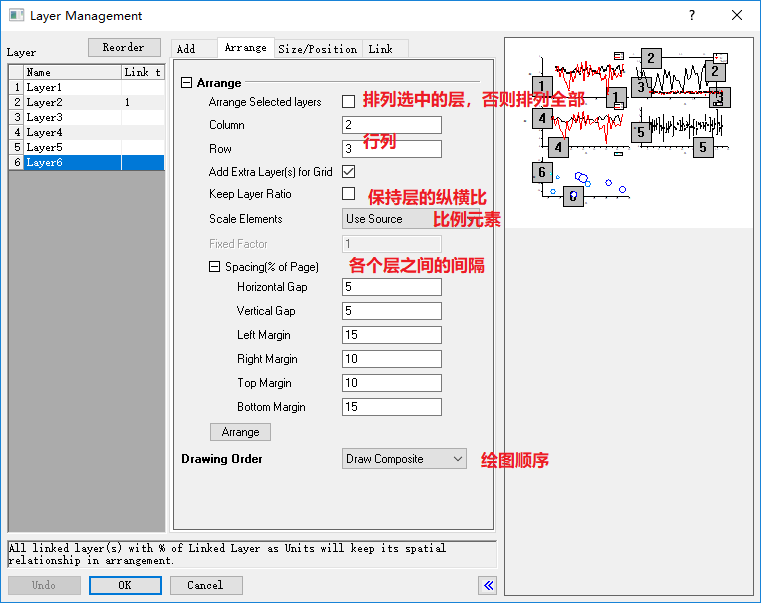 Layer Management
?
Layer
Reorder
Name Link t
1 Layer1
2 Layer2 1
3 Layer3
4 Layer4
5 Layer5
6 Layer6
Add Arrange Size/Position Link
Arrange
Arrange Selected layers 排列选中的层，否则排列全部
Column 2
行列
Row 3
Add Extra Layer(s) for Grid
Keep Layer Ratio 保持层的纵横比
Scale Elements Use Source 比例元素
Fixed Factor 1
Spacing(% of Page) 各个层之间的间隔
Horizontal Gap 5
Vertical Gap 5
Left Margin 15
Right Margin 10
Top Margin 10
Bottom Margin 15
Arrange
Drawing Order Draw Composite 绘图顺序
1 1
2 2
3 3
4 4
5 5
6 6
All linked layer(s) with % of Linked Layer as Units will keep its spatial
relationship in arrangement.
Undo OK Cancel